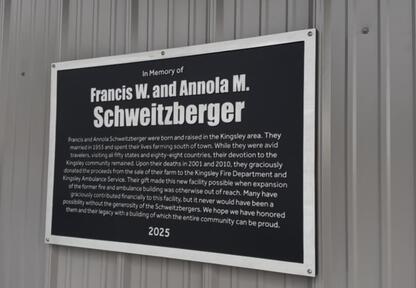 In Memory of
Francis W. and Annola M.
Schweitzberger
Francis and Annola Schweitzberger were born and raised in the Kingsley area. They
married in 1955 and spent their lives farming south of town. While they were avid
travelers, visiting all fifty states and eighty-eight countries, their devotion to the
Kingsley community remained. Upon their deaths in 2001 and 2010, they graciously
donated the proceeds from the sale of their farm to the Kingsley Fire Department and
Kingsley Ambulance Service. Their gift made this new facility possible when expansion
of the former fire and ambulance building was otherwise out of reach. Many have
graciously contributed financially to this facility, but it never would have been a
possibility without the generosity of the Schweitzbergers. We hope we have honored
them and their legacy with a building of which the entire community can be proud.
2025